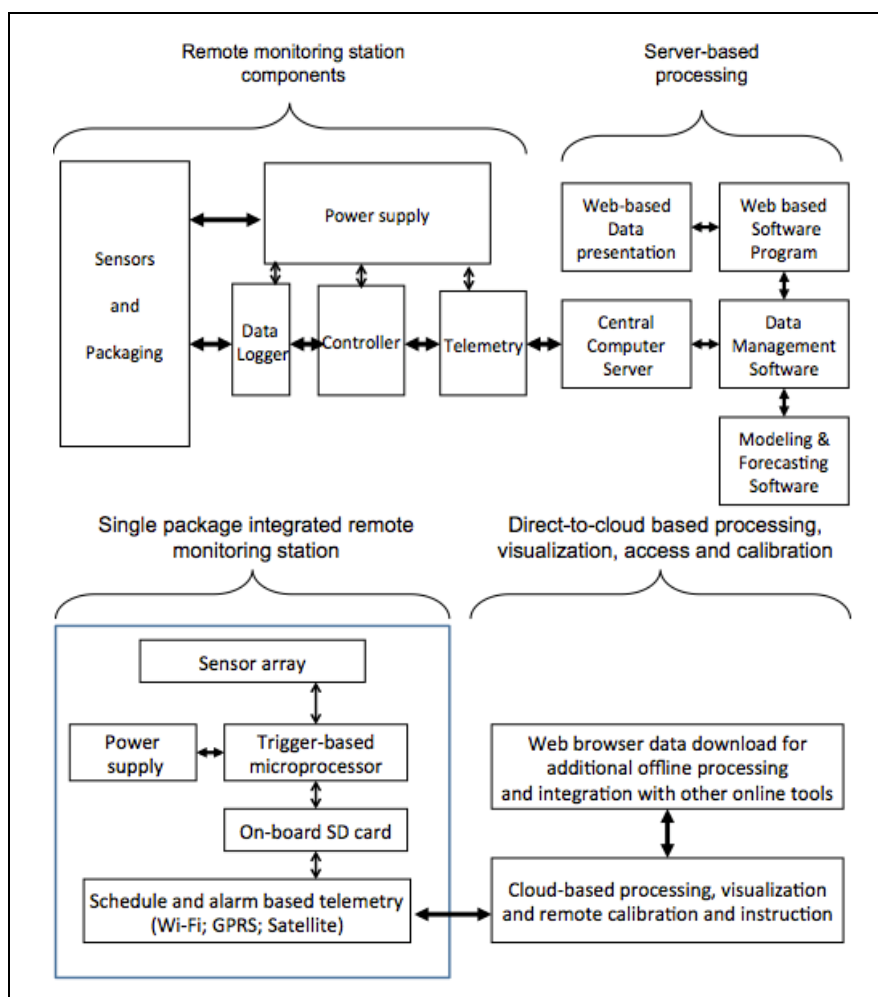 Remote monitoring station
components
Server-based
processing
Sensors
and
Packaging
Power supply
Data
Logger
Controller
Telemetry
Web-based
Data
presentation
Web based
Software
Program
Central
Computer
Server
Data
Management
Software
Modeling &
Forecasting
Software
Single package integrated remote
monitoring station
Direct-to-cloud based processing,
visualization, access and calibration
Sensor array
Power
supply
Trigger-based
microprocessor
On-board SD card
Schedule and alarm based telemetry
(Wi-Fi; GPRS; Satellite)
Web browser data download for
additional offline processing
and integration with other online tools
Cloud-based processing, visualization
and remote calibration and instruction